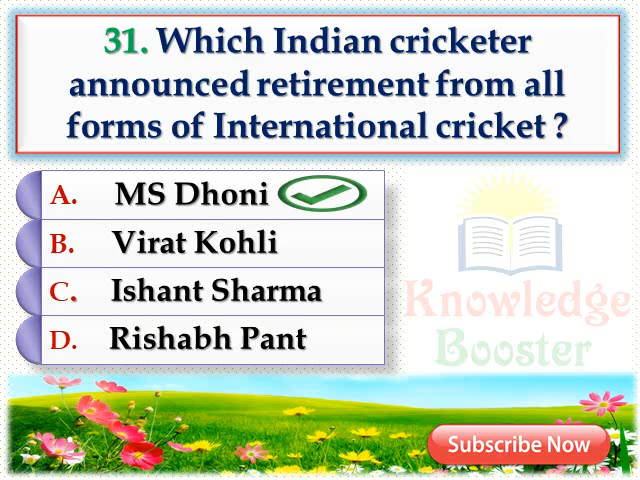 31. Which Indian cricketer
announced retirement from all
forms of International cricket ?
A. MS Dhoni
B. Virat Kohli
C. Ishant Sharma
D. Rishabh Pant
Knowledge
Booster
Subscribe Now